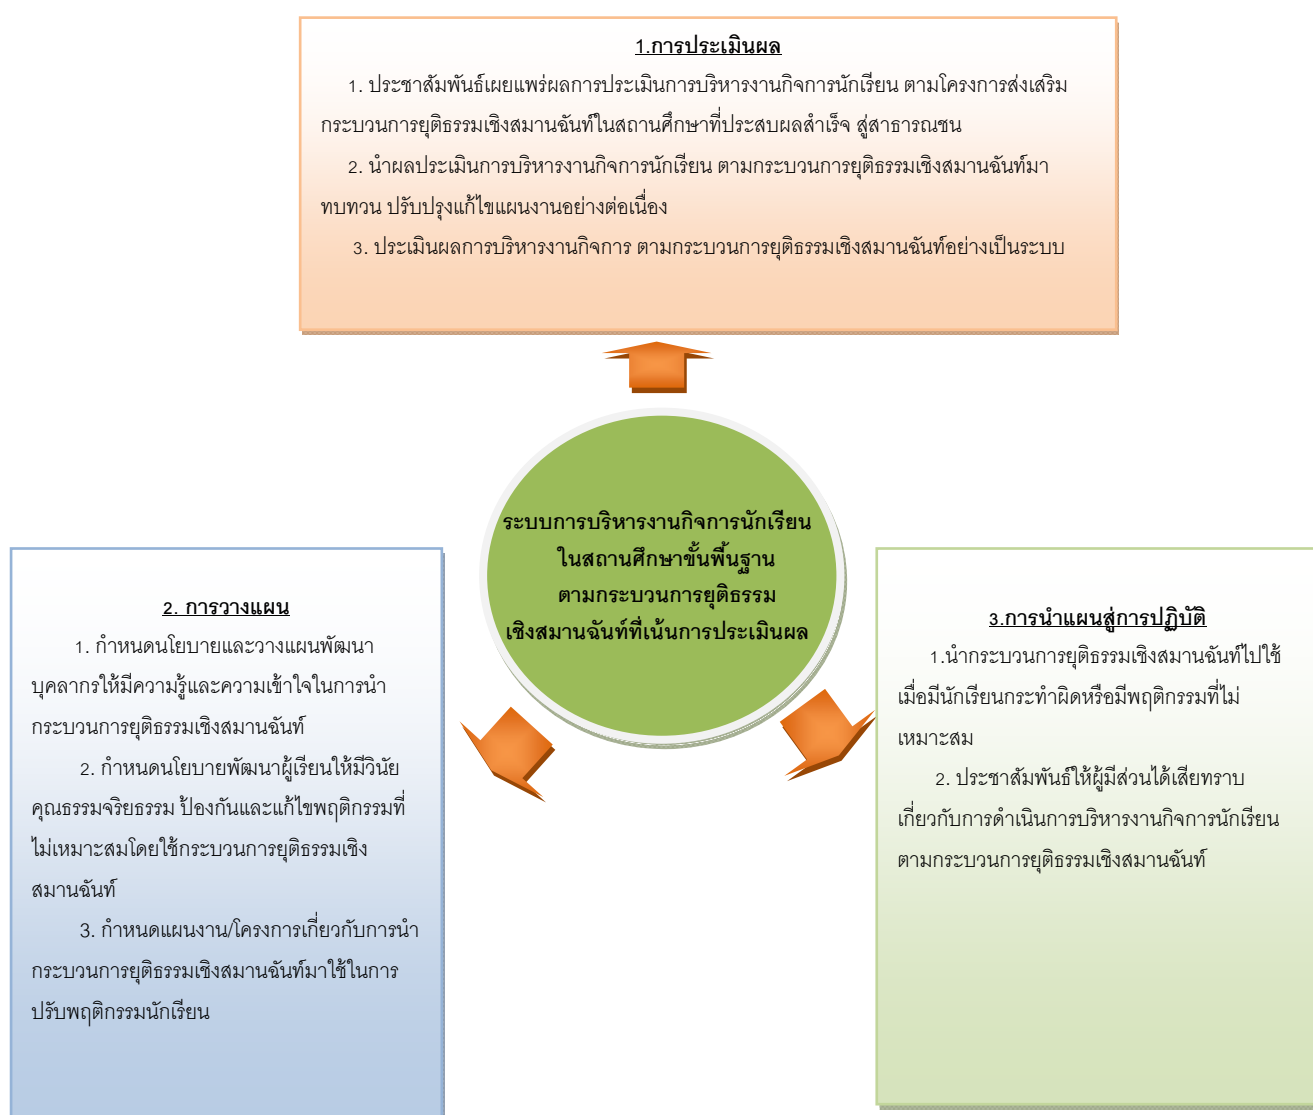 1.การประเมินผล
1. ประชาสัมพันธ์เผยแพร่ผลการประเมินการบริหารงานกิจการนักเรียน ตามโครงการส่งเสริม
กระบวนการยุติธรรมเชิงสมานฉันท์ในสถานศึกษาที่ประสบผลสำเร็จ สู่สาธารณชน
2. นำผลประเมินการบริหารงานกิจการนักเรียน ตามกระบวนการยุติธรรมเชิงสมานฉันท์มา
ทบทวน ปรับปรุงแก้ไขแผนงานอย่างต่อเนื่อง
3. ประเมินผลการบริหารงานกิจการ ตามกระบวนการยุติธรรมเชิงสมานฉันท์อย่างเป็นระบบ
ระบบการบริหารงานกิจการนักเรียน
ในสถานศึกษาขั้นพื้นฐาน
ตามกระบวนการยุติธรรม
เชิงสมานฉันท์ที่เน้นการประเมินผล
2. การวางแผน
1. กำหนดนโยบายและวางแผนพัฒนา
บุคลากรให้มีความรู้และความเข้าใจในการนำ
กระบวนการยุติธรรมเชิงสมานฉันท์
2. กำหนดนโยบายพัฒนาผู้เรียนให้มีวินัย
คุณธรรมจริยธรรม ป้องกันและแก้ไขพฤติกรรมที่
ไม่เหมาะสมโดยใช้กระบวนการยุติธรรมเชิง
สมานฉันท์
3. กำหนดแผนงาน/โครงการเกี่ยวกับการนำ
กระบวนการยุติธรรมเชิงสมานฉันท์มาใช้ในการ
ปรับพฤติกรรมนักเรียน
3.การนำแผนสู่การปฏิบัติ
1.นำกระบวนการยุติธรรมเชิงสมานฉันท์ไปใช้
เมื่อมีนักเรียนกระทำผิดหรือมีพฤติกรรมที่ไม่
เหมาะสม
2. ประชาสัมพันธ์ให้ผู้มีส่วนได้เสียทราบ
เกี่ยวกับการดำเนินการบริหารงานกิจการนักเรียน
ตามกระบวนการยุติธรรมเชิงสมานฉันท์